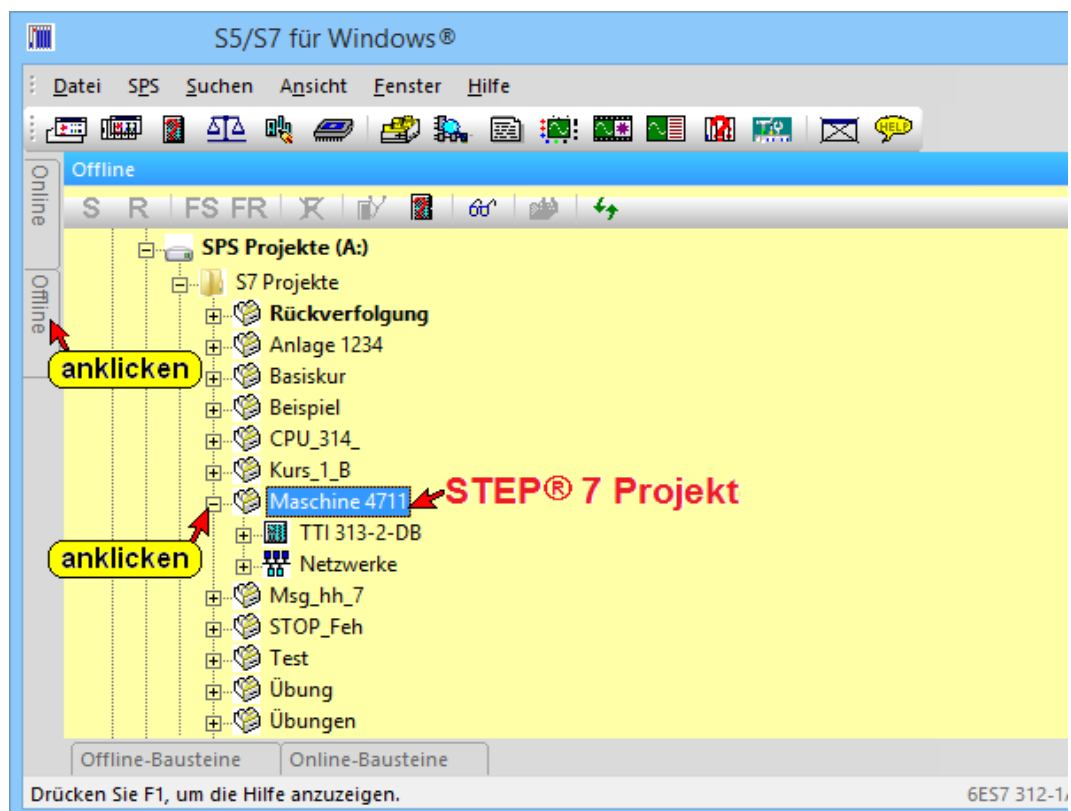 S5/S7 für Windows®
Datei SPS Suchen Ansicht Fenster Hilfe
HELP
Online
Offline
Offline
S R FS FR
SPS Projekte (A:)
S7 Projekte
Rückverfolgung
Anlage 1234
anklicken
Basiskur
Beispiel
CPU_314_
Kurs_1_B
Maschine 4711
STEP® 7 Projekt
TTI 313-2-DB
anklicken
Netzwerke
Msg_hh_7
STOP_Feh
Test
Übung
Übungen
Offline-Bausteine Online-Bausteine
Drücken Sie F1, um die Hilfe anzuzeigen. 6ES7 312-1